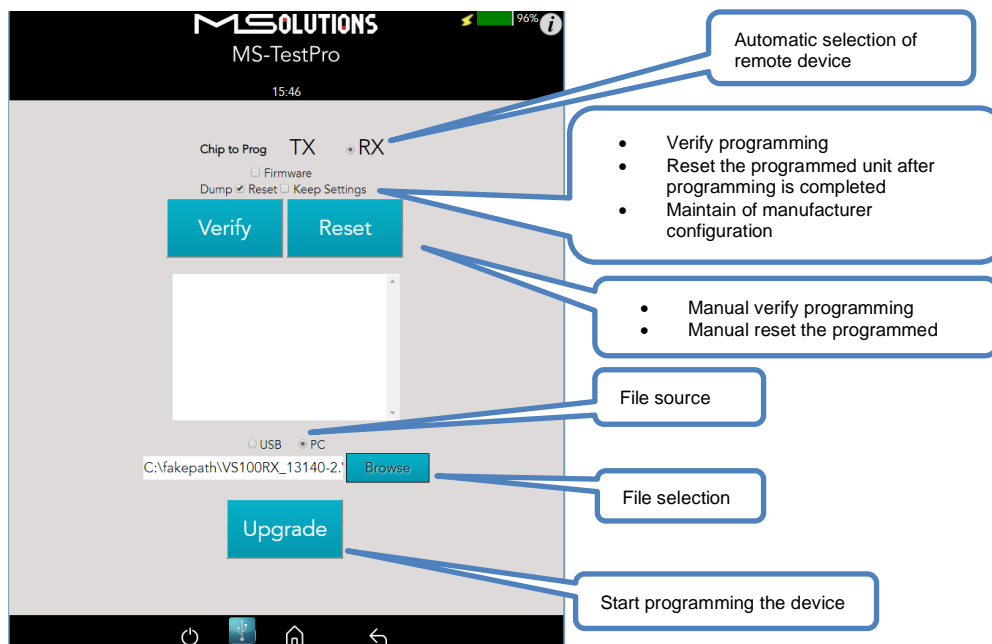 MSOLUTIONS
96%
i
MS-TestPro
15:46
Chip to Prog TX RX
Firmware
Dump Reset Keep Settings
Verify Reset
USB PC
C:\fakepath\VS100RX_13140-2.
Browse
Upgrade
Automatic selection of
remote device
• Verify programming
• Reset the programmed unit after
programming is completed
• Maintain of manufacturer
configuration
• Manual verify programming
• Manual reset the programmed
File source
File selection
Start programming the device